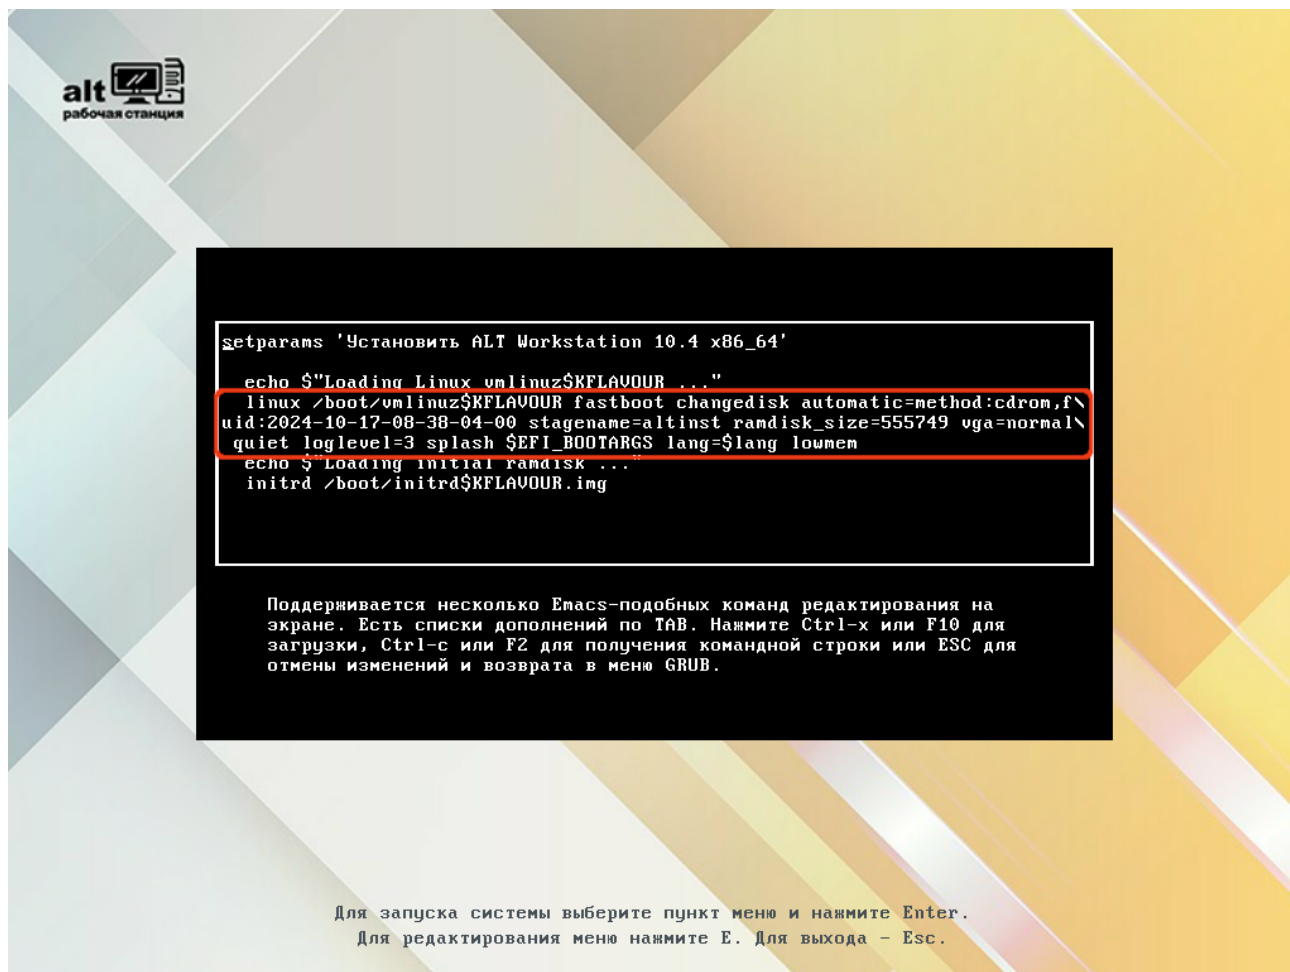 alt
рабочая станция
setparams 'Установить ALT Workstation 10.4 x86_64'
echo $"Loading Linux vmlinuz$KFLAVOUR ..."
linux /boot/vmlinuz$KFLAVOUR fastboot changedisk automatic=method:cdrom,f\
uid:2024-10-17-08-38-04-00 stagename=altinst ramdisk_size=555749 vga=normal\
quiet loglevel=3 splash $EFI_BOOTARGS lang=$lang lowmem
echo $"Loading initial ramdisk ..."
initrd /boot/initrd$KFLAVOUR.img
Поддерживается несколько Emacs-подобных команд редактирования на
экране. Есть списки дополнений по TAB. Нажмите Ctrl-x или F10 для
загрузки, Ctrl-c или F2 для получения командной строки или ESC для
отмены изменений и возврата в меню GRUB.
Для запуска системы выберите пункт меню и нажмите Enter.
Для редактирования меню нажмите E. Для выхода - Esc.